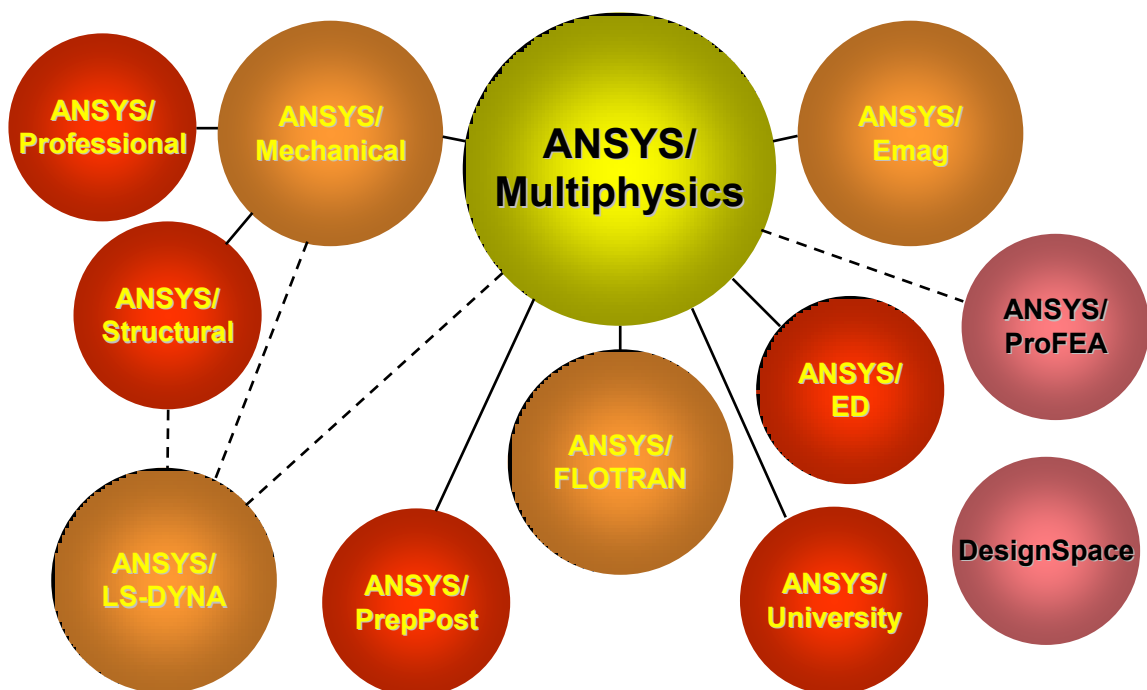 ANSYS/
Professional
ANSYS/
Mechanical
ANSYS/
Multiphysics
ANSYS/
Emag
ANSYS/
Structural
ANSYS/
ProFEA
ANSYS/
ED
ANSYS/
FLOTRAN
DesignSpace
ANSYS/
LS-DYNA
ANSYS/
PrepPost
ANSYS/
University